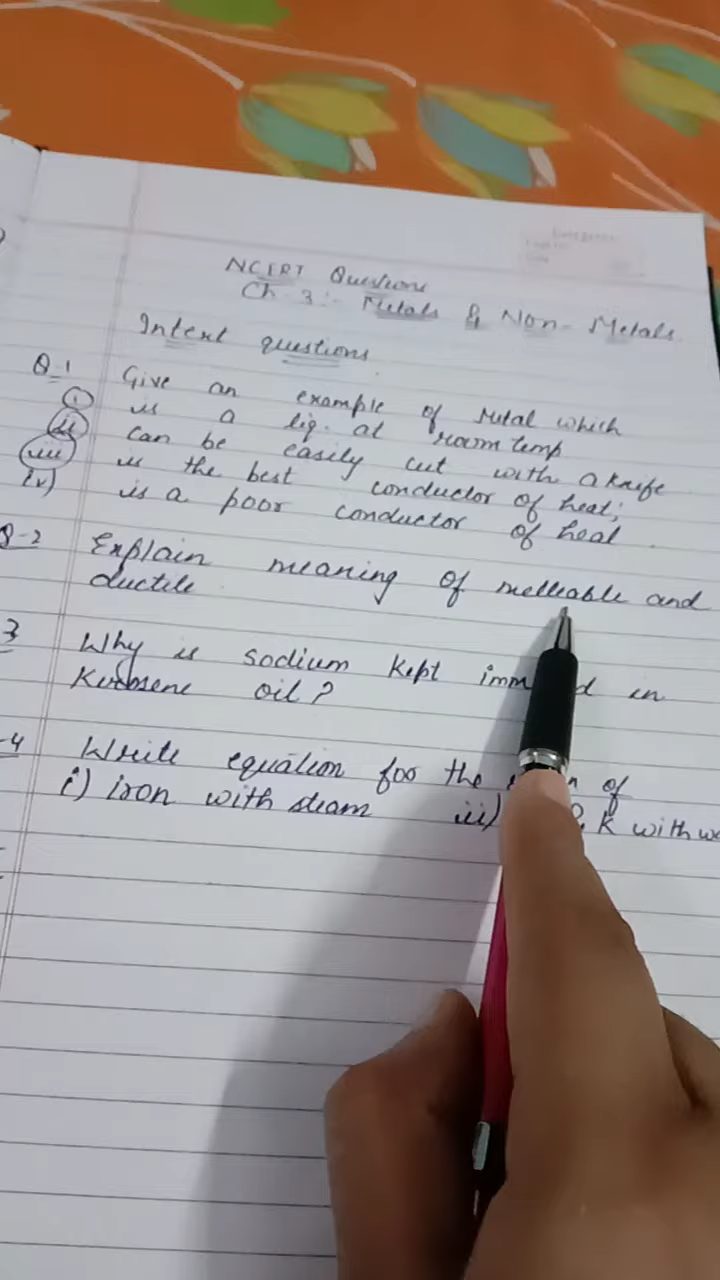 NCERT Questions
Ch 3:- Metals & Non-Metals
Intext questions
Q-1 Give an example of Metal which
i is a liq. at room temp
ii can be easily cut with a knife
iii is the best conductor of heat;
iv) is a poor conductor of heat.
Q-2 Explain meaning of melleable and
ductile.
3 Why is sodium kept in
Kerosene oil?
-4 Write equation for the of
i) iron with steam iii) K with